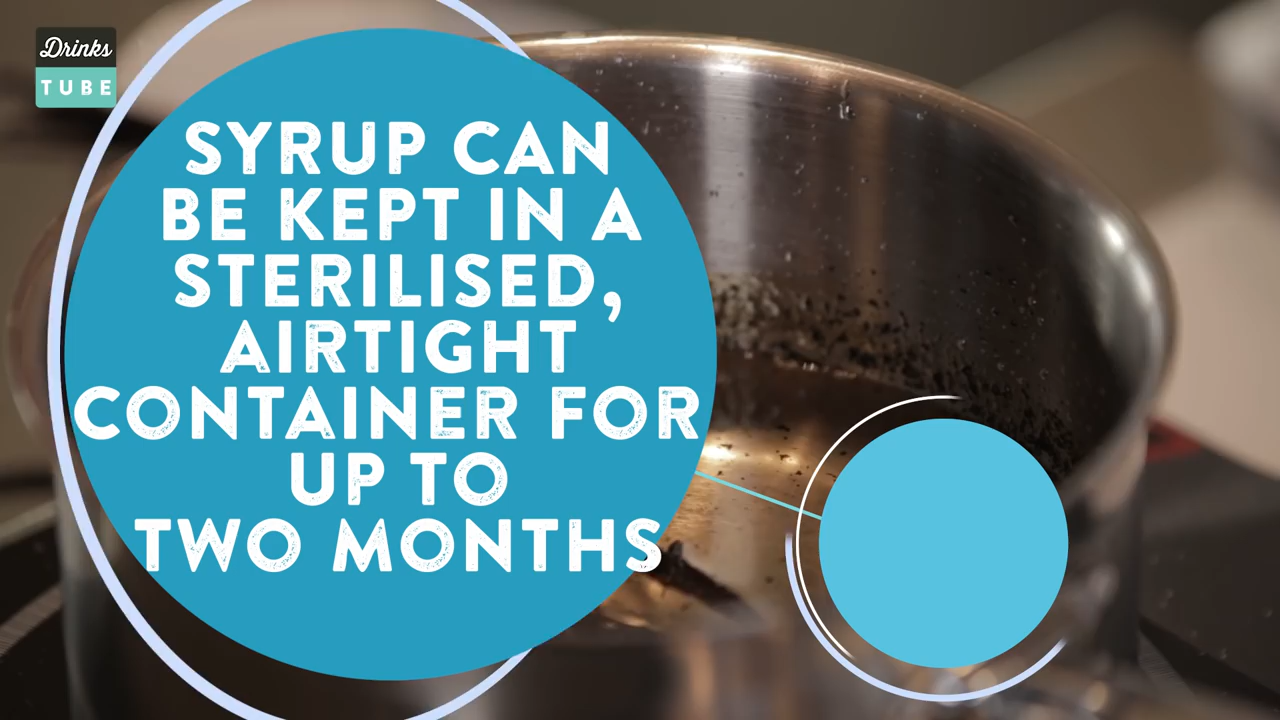 Drinks
TUBE
SYRUP CAN
BE KEPT IN A
STERILISED,
AIRTIGHT
CONTAINER FOR
UP TO
TWO MONTHS